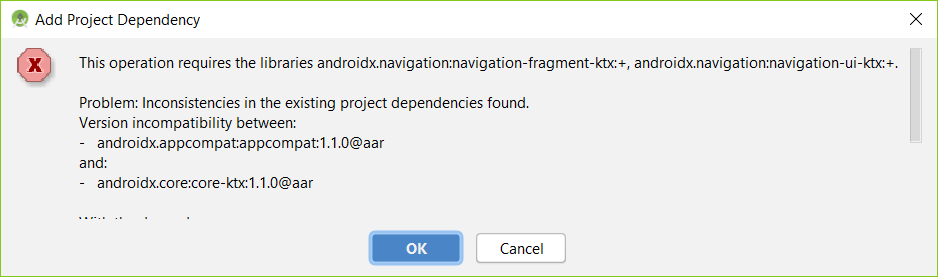 Add Project Dependency
This operation requires the libraries androidx.navigation:navigation-fragment-ktx:+, androidx.navigation:navigation-ui-ktx:+.
Problem: Inconsistencies in the existing project dependencies found.
Version incompatibility between:
- androidx.appcompat:appcompat:1.1.0@aar
and:
- androidx.core:core-ktx:1.1.0@aar
OK
Cancel